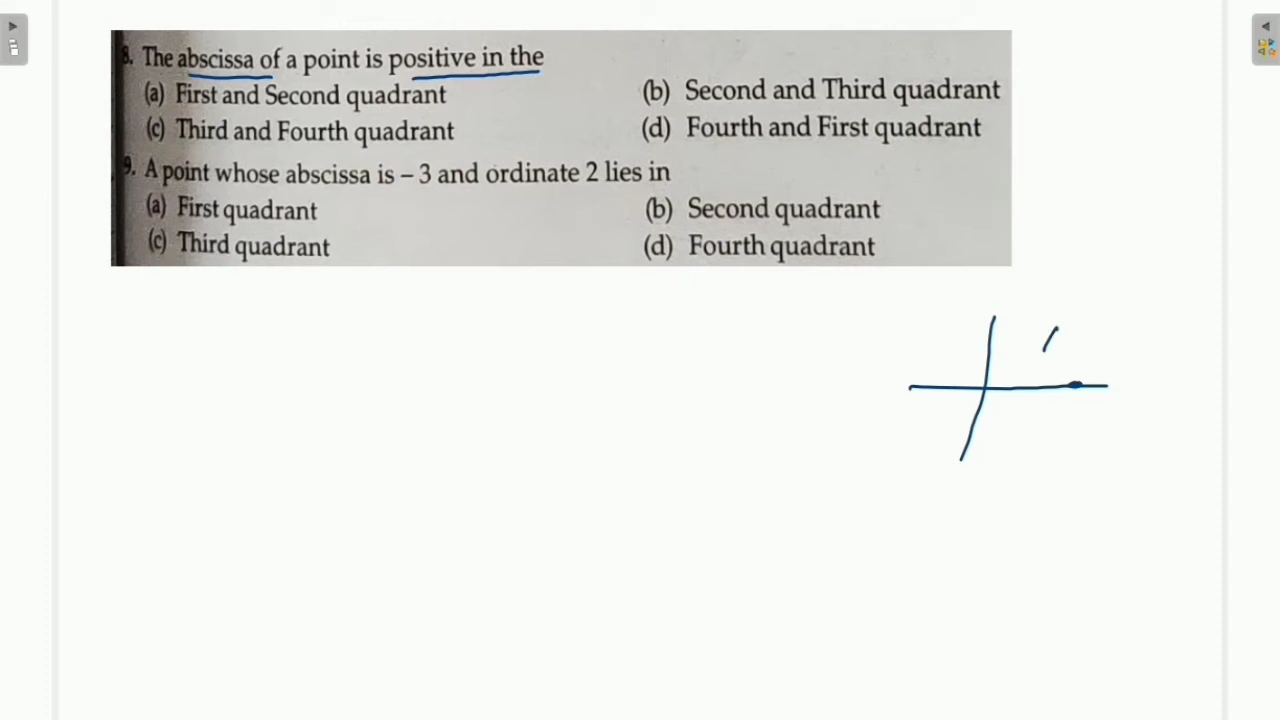 8. The abscissa of a point is positive in the
(a) First and Second quadrant (b) Second and Third quadrant
(c) Third and Fourth quadrant (d) Fourth and First quadrant
9. A point whose abscissa is – 3 and ordinate 2 lies in
(a) First quadrant (b) Second quadrant
(c) Third quadrant (d) Fourth quadrant